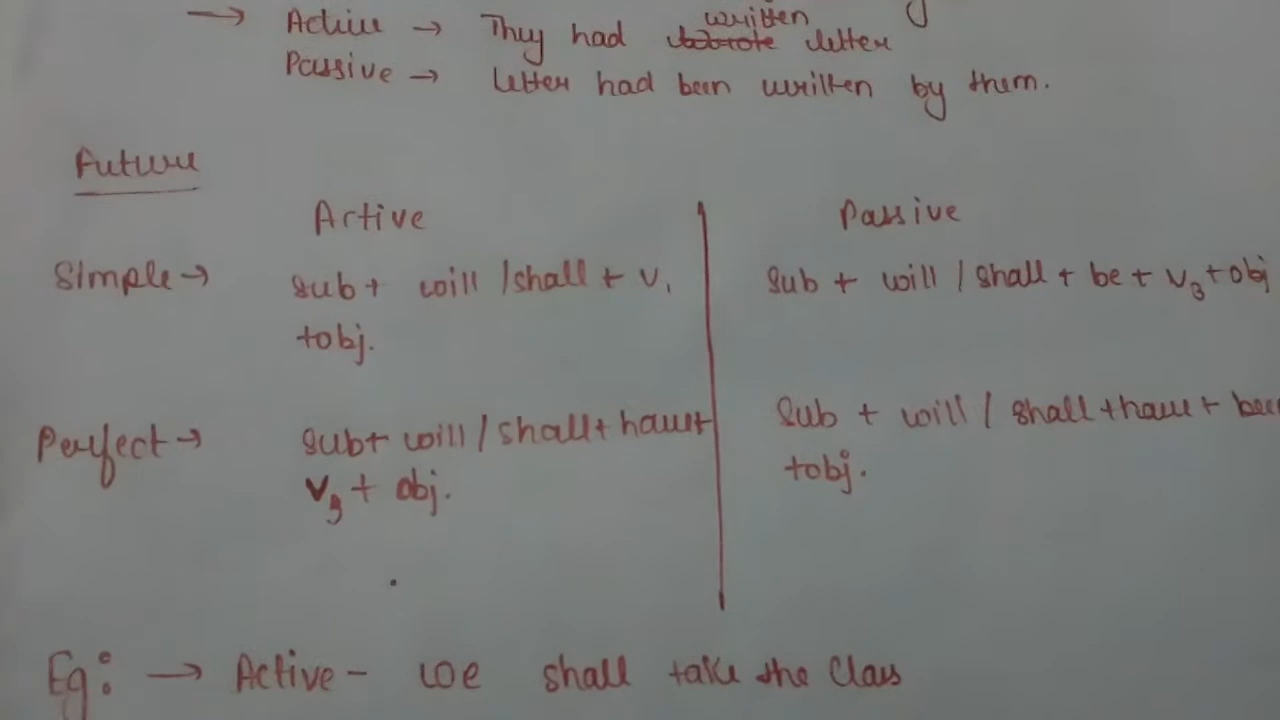 written
→ Active → They had letter
Passive → letter had been written by them.
Future
Active Passive
Simple → sub + will / shall + V1 sub + will / shall + be + V3 + obj
+obj.
Perfect → sub + will / shall + have + sub + will / shall + have + bee
V3 + obj. +obj.
Eg: → Active - we shall take the Class